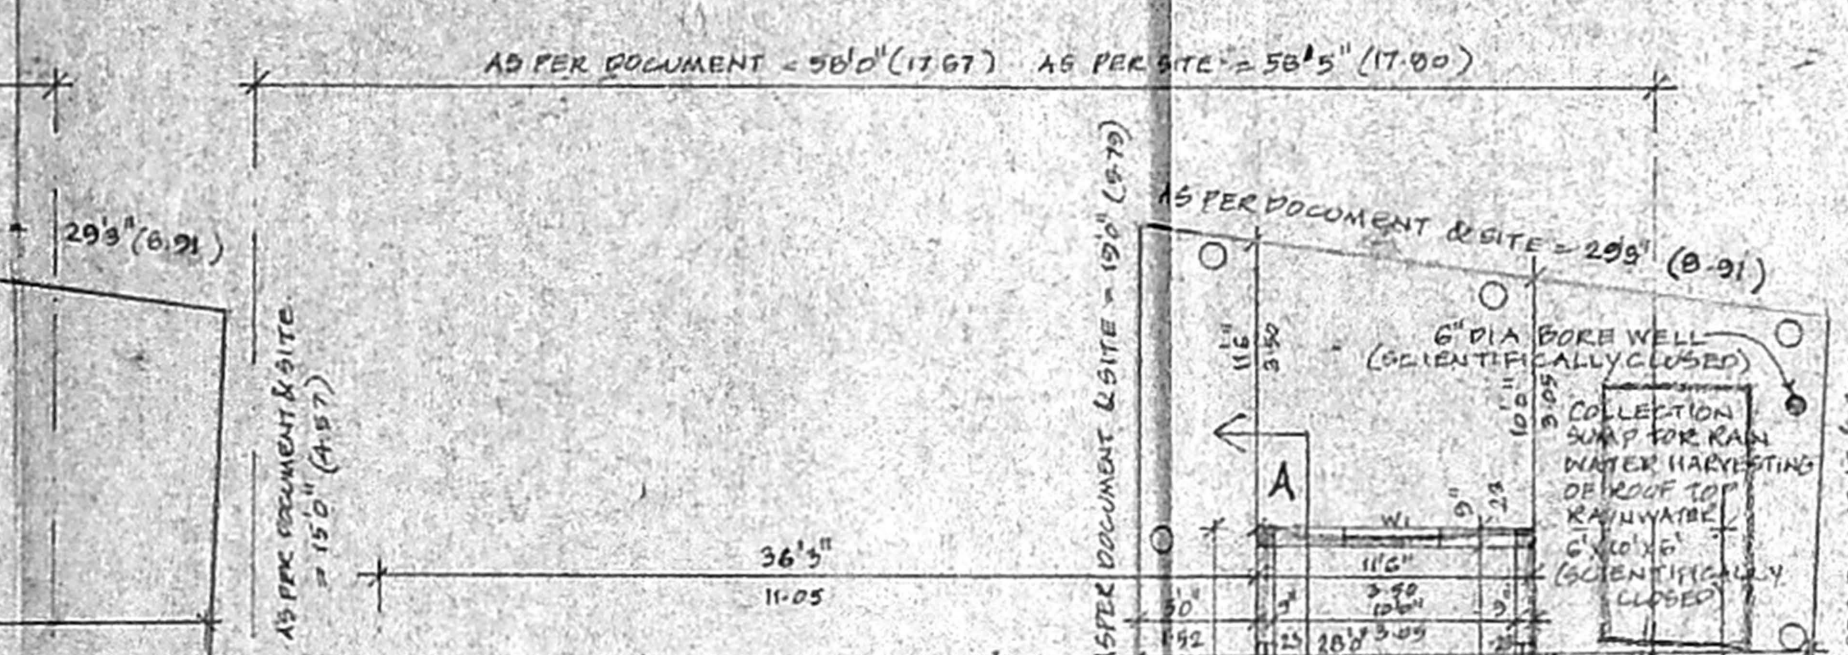 AS PER DOCUMENT = 58'0" (17.67) AS PER SITE = 58'5" (17.80)
29'3" (8.91)
AS PER DOCUMENT & SITE
= 15'0" (4.57)
AS PER DOCUMENT & SITE = 19'0" (5.79)
AS PER DOCUMENT & SITE = 29'3" (8.91)
11'6"
3.50
6" DIA BORE WELL
(SCIENTIFICALLY CLOSED)
10'0"
3.05
COLLECTION
SUMP FOR RAIN
WATER HARVESTING
OF ROOF TOP
RAINWATER
6'x10'x6'
(SCIENTIFICALLY
CLOSED)
A
9"
23
W1
36'3"
11.05
11'6"
3.50
10'0"
3.05
5'0"
1.52
9"
23
9"
23